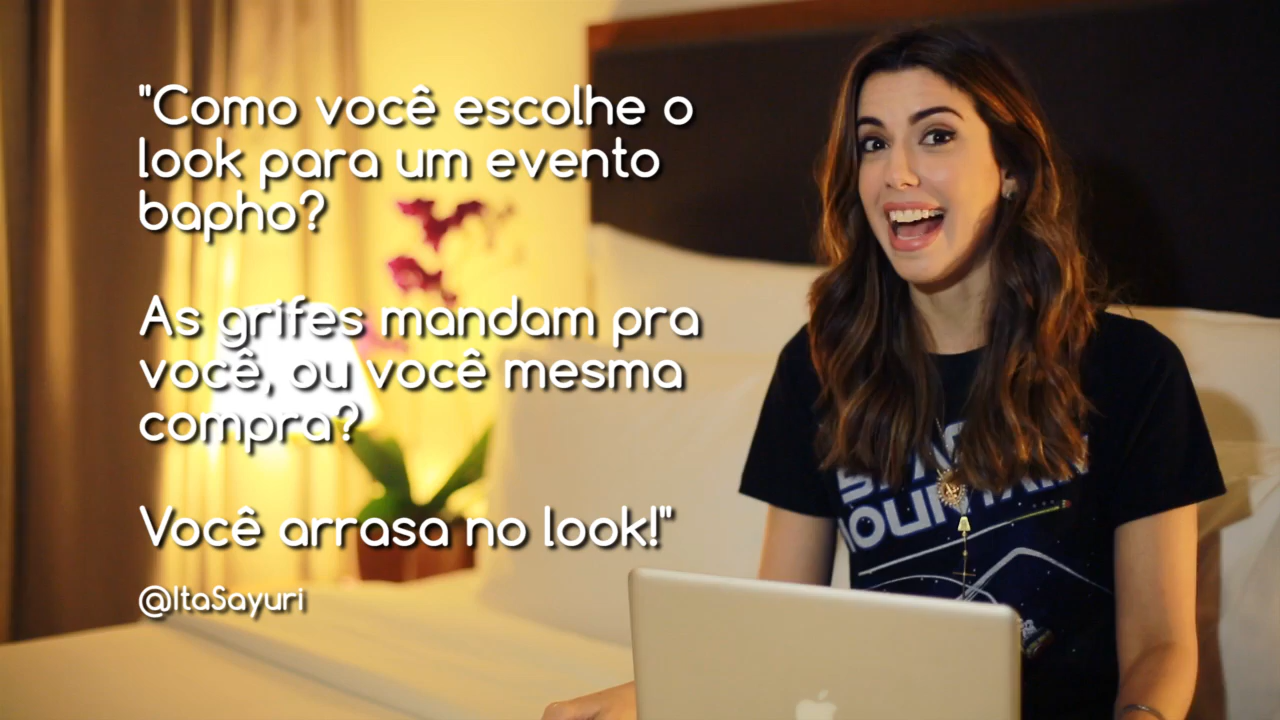 "Como você escolhe o
look para um evento
bapho?
As grifes mandam pra
você, ou você mesma
compra?
Você arrasa no look!"
@ItaSayuri
MOUNTAIN